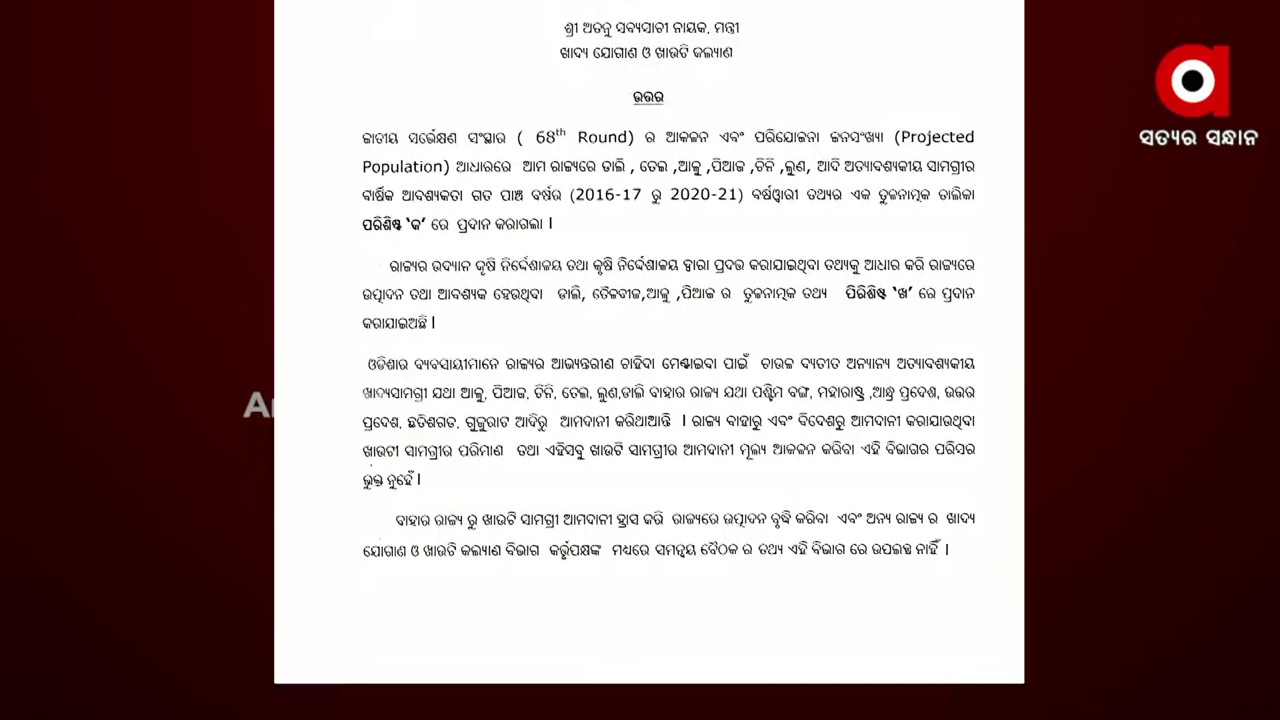 ଶ୍ରୀ ଅତନୁ ସବ୍ୟସାଚୀ ନାୟକ, ମନ୍ତ୍ରୀ
ଖାଦ୍ୟ ଯୋଗାଣ ଓ ଖାଉଟି କଲ୍ୟାଣ
ସତ୍ୟର ସନ୍ଧାନ
ଉତ୍ତର
ଜାତୀୟ ସର୍ଭେକ୍ଷଣ ସଂସ୍ଥାର ( 68th Round) ର ଆକଳନ ଏବଂ ପରିଯୋଜନା ଜନସଂଖ୍ୟା (Projected
Population) ଆଧାରରେ ଆମ ରାଜ୍ୟରେ ଡାଲି , ତେଲ ,ଆଳୁ ,ପିଆଜ ,ଚିନି ,ଲୁଣ, ଆଦି ଅତ୍ୟାବଶ୍ୟକୀୟ ସାମଗ୍ରୀର
ବାର୍ଷିକ ଆବଶ୍ୟକତା ଗତ ପାଞ୍ଚ ବର୍ଷର (2016-17 ରୁ 2020-21) ବର୍ଷୱାରୀ ତଥ୍ୟର ଏକ ତୁଳନାତ୍ମକ ତାଲିକା
ପରିଶିଷ୍ଟ ‘କ’ ରେ ପ୍ରଦାନ କରାଗଲା ।
ରାଜ୍ୟର ଉଦ୍ୟାନ କୃଷି ନିର୍ଦ୍ଦେଶାଳୟ ତଥା କୃଷି ନିର୍ଦ୍ଦେଶାଳୟ ଦ୍ୱାରା ପ୍ରଦତ୍ତ କରାଯାଇଥିବା ତଥ୍ୟକୁ ଆଧାର କରି ରାଜ୍ୟରେ
ଉତ୍ପାଦନ ତଥା ଆବଶ୍ୟକ ହେଉଥିବା ଡାଲି, ତୈଳବୀଜ,ଆଳୁ ,ପିଆଜ ର ତୁଳନାତ୍ମକ ତଥ୍ୟ ପିରିଶିଷ୍ଟ ‘ଖ’ ରେ ପ୍ରଦାନ
କରାଯାଇଅଛି ।
ଓଡିଶାର ବ୍ୟବସାୟୀମାନେ ରାଜ୍ୟର ଆଭ୍ୟନ୍ତରୀଣ ଚାହିଦା ମେଣ୍ଟାଇବା ପାଇଁ ଚାଉଳ ବ୍ୟତୀତ ଅନ୍ୟାନ୍ୟ ଅତ୍ୟାବଶ୍ୟକୀୟ
ଖାଦ୍ୟସାମଗ୍ରୀ ଯଥା ଆଳୁ, ପିଆଜ, ଚିନି, ତେଲ, ଲୁଣ,ଡାଲି ବାହାର ରାଜ୍ୟ ଯଥା ପଶ୍ଚିମ ବଙ୍ଗ, ମହାରାଷ୍ଟ୍ର ,ଆନ୍ଧ୍ର ପ୍ରଦେଶ, ଉତ୍ତର
ପ୍ରଦେଶ, ଛତିଶଗଡ, ଗୁଜୁରାଟ ଆଦିରୁ ଆମଦାନୀ କରିଥାଆନ୍ତି । ରାଜ୍ୟ ବାହାରୁ ଏବଂ ବିଦେଶରୁ ଆମଦାନୀ କରାଯାଉଥିବା
ଖାଉଟୀ ସାମଗ୍ରୀର ପରିମାଣ ତଥା ଏହିସବୁ ଖାଉଟି ସାମଗ୍ରୀର ଆମଦାନୀ ମୂଲ୍ୟ ଆକଳନ କରିବା ଏହି ବିଭାଗର ପରିସର
ଭୁକ୍ତ ନୁହେଁ ।
ବାହାର ରାଜ୍ୟ ରୁ ଖାଉଟି ସାମଗ୍ରୀ ଆମଦାନୀ ହ୍ରାସ କରି ରାଜ୍ୟରେ ଉତ୍ପାଦନ ବୃଦ୍ଧି କରିବା ଏବଂ ଅନ୍ୟ ରାଜ୍ୟ ର ଖାଦ୍ୟ
ଯୋଗାଣ ଓ ଖାଉଟି କଲ୍ୟାଣ ବିଭାଗ କର୍ତ୍ତୃପକ୍ଷଙ୍କ ମଧ୍ୟରେ ସମନ୍ୱୟ ବୈଠକ ର ତଥ୍ୟ ଏହି ବିଭାଗ ରେ ଉପଲବ୍ଧ ନାହିଁ ।